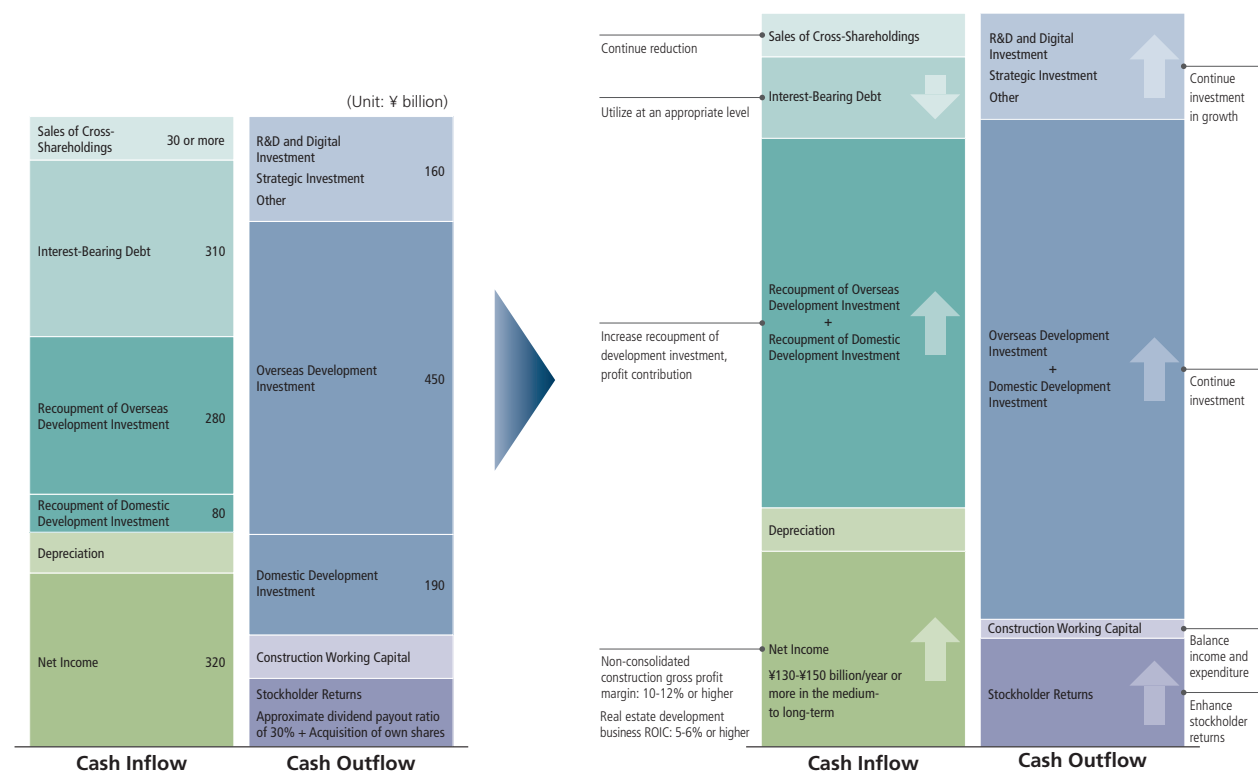 (Unit: ¥ billion)
Sales of Cross-
Shareholdings
30 or more
Interest-Bearing Debt
310
Recoupment of Overseas
Development Investment
280
Recoupment of Domestic
Development Investment
80
Depreciation
Net Income
320
Cash Inflow
R&D and Digital
Investment
Strategic Investment
Other
160
Overseas Development
Investment
450
Domestic Development
Investment
190
Construction Working Capital
Stockholder Returns
Approximate dividend payout ratio
of 30% + Acquisition of own shares
Cash Outflow
Continue reduction
Utilize at an appropriate level
Increase recoupment of
development investment,
profit contribution
Non-consolidated
construction gross profit
margin: 10-12% or higher
Real estate development
business ROIC: 5-6% or higher
Sales of Cross-Shareholdings
Interest-Bearing Debt
Recoupment of Overseas
Development Investment
+
Recoupment of Domestic
Development Investment
Depreciation
Net Income
¥130-¥150 billion/year or
more in the medium-
to long-term
Cash Inflow
R&D and Digital
Investment
Strategic Investment
Other
Overseas Development
Investment
+
Domestic Development
Investment
Construction Working Capital
Stockholder Returns
Cash Outflow
Continue
investment
in growth
Continue
investment
Balance
income and
expenditure
Enhance
stockholder
returns